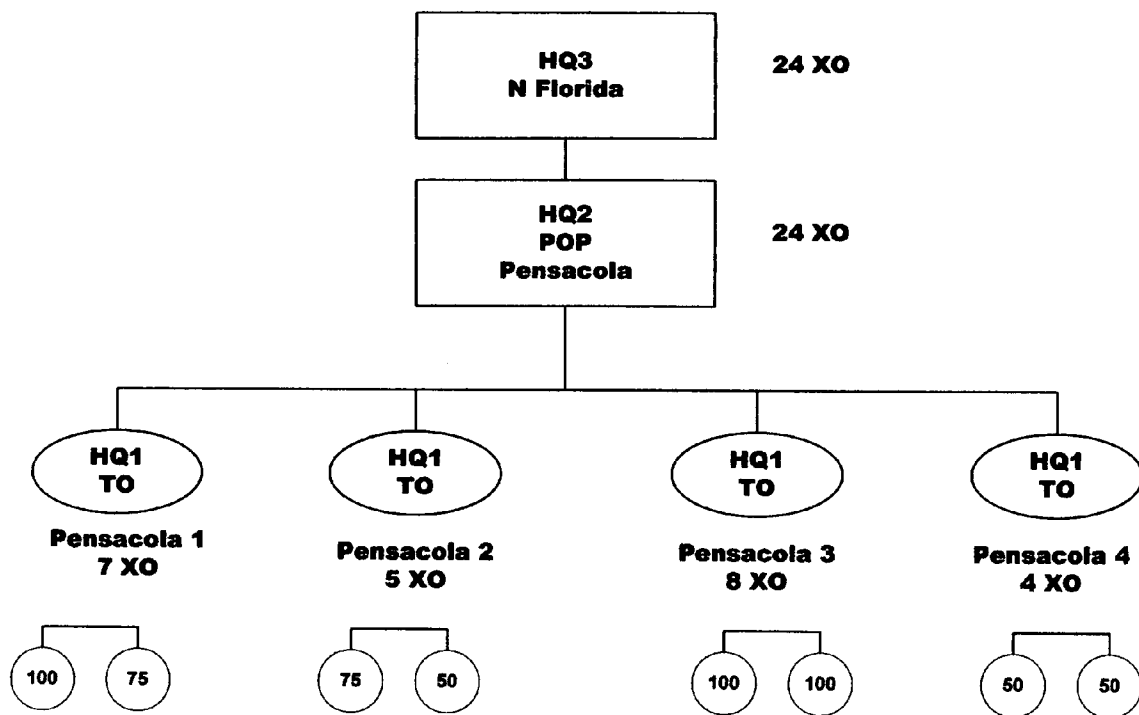 HQ3
N Florida
24 XO
HQ2
POP
Pensacola
24 XO
HQ1
TO
HQ1
TO
HQ1
TO
HQ1
TO
Pensacola 1
7 XO
Pensacola 2
5 XO
Pensacola 3
8 XO
Pensacola 4
4 XO
100
75
75
50
100
100
50
50